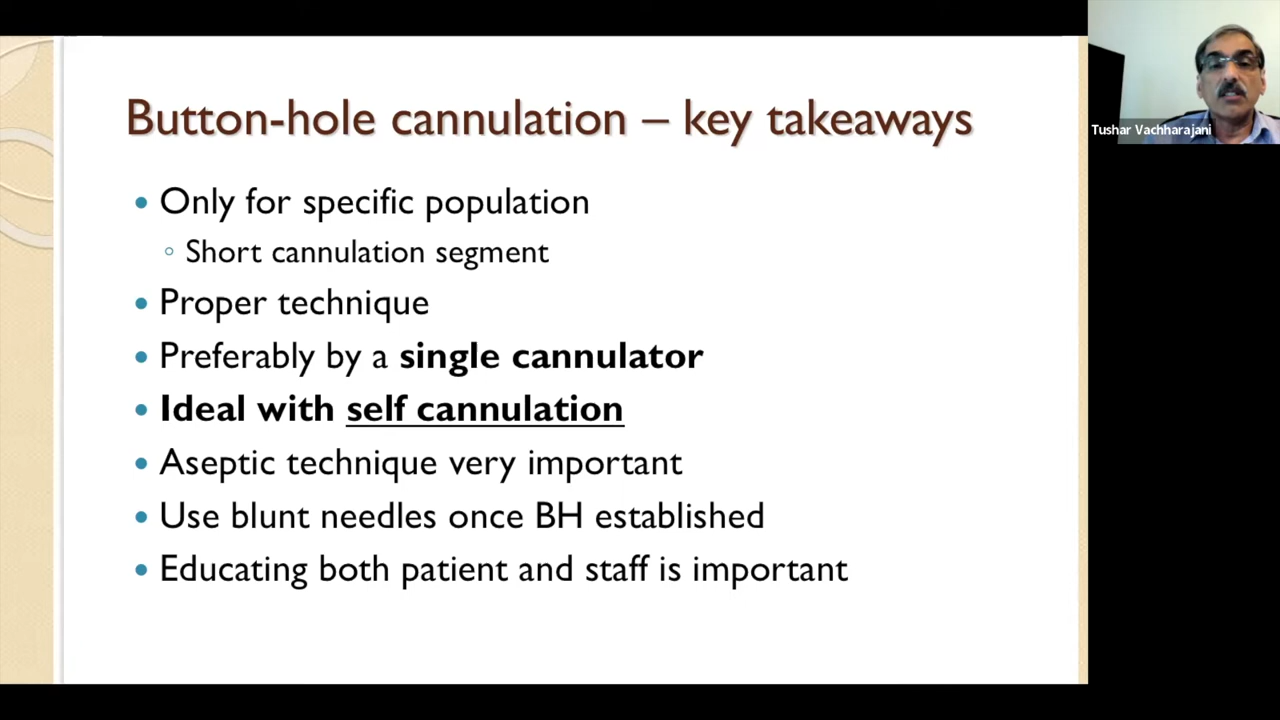 Button-hole cannulation – key takeaways
Only for specific population
Short cannulation segment
Proper technique
Preferably by a single cannulator
Ideal with self cannulation
Aseptic technique very important
Use blunt needles once BH established
Educating both patient and staff is important
Tushar Vachharajani